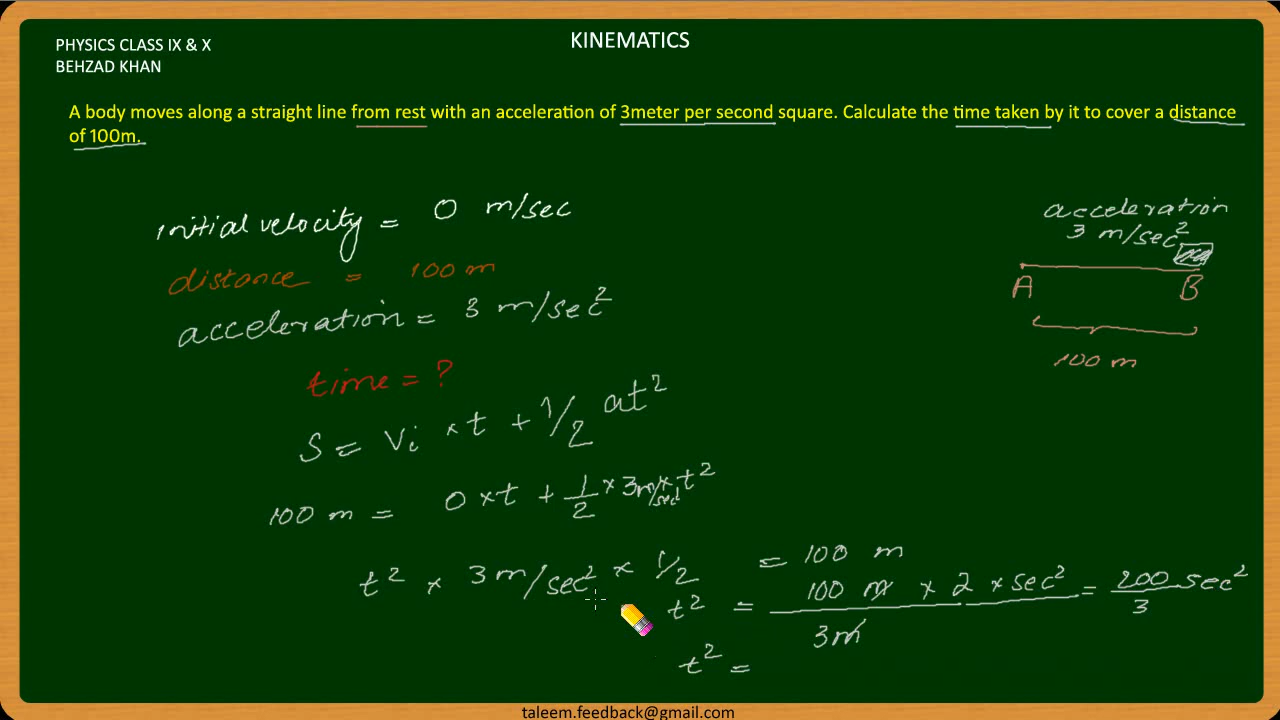 PHYSICS CLASS IX & X
BEHZAD KHAN
KINEMATICS
A body moves along a straight line from rest with an acceleration of 3meter per second square. Calculate the time taken by it to cover a distance
of 100m.
initial velocity = 0 m/sec
distance = 100 m
acceleration = 3 m/sec²
time = ?
S = Vi × t + 1/2 at²
100 m = 0 × t + 1/2 × 3m/sec² × t²
t² × 3 m/sec² × 1/2 = 100 m
t² = 100 m × 2 × sec² / 3m = 200 sec² / 3
t² =
acceleration
3 m/sec²
A B
100 m
taleem.feedback@gmail.com